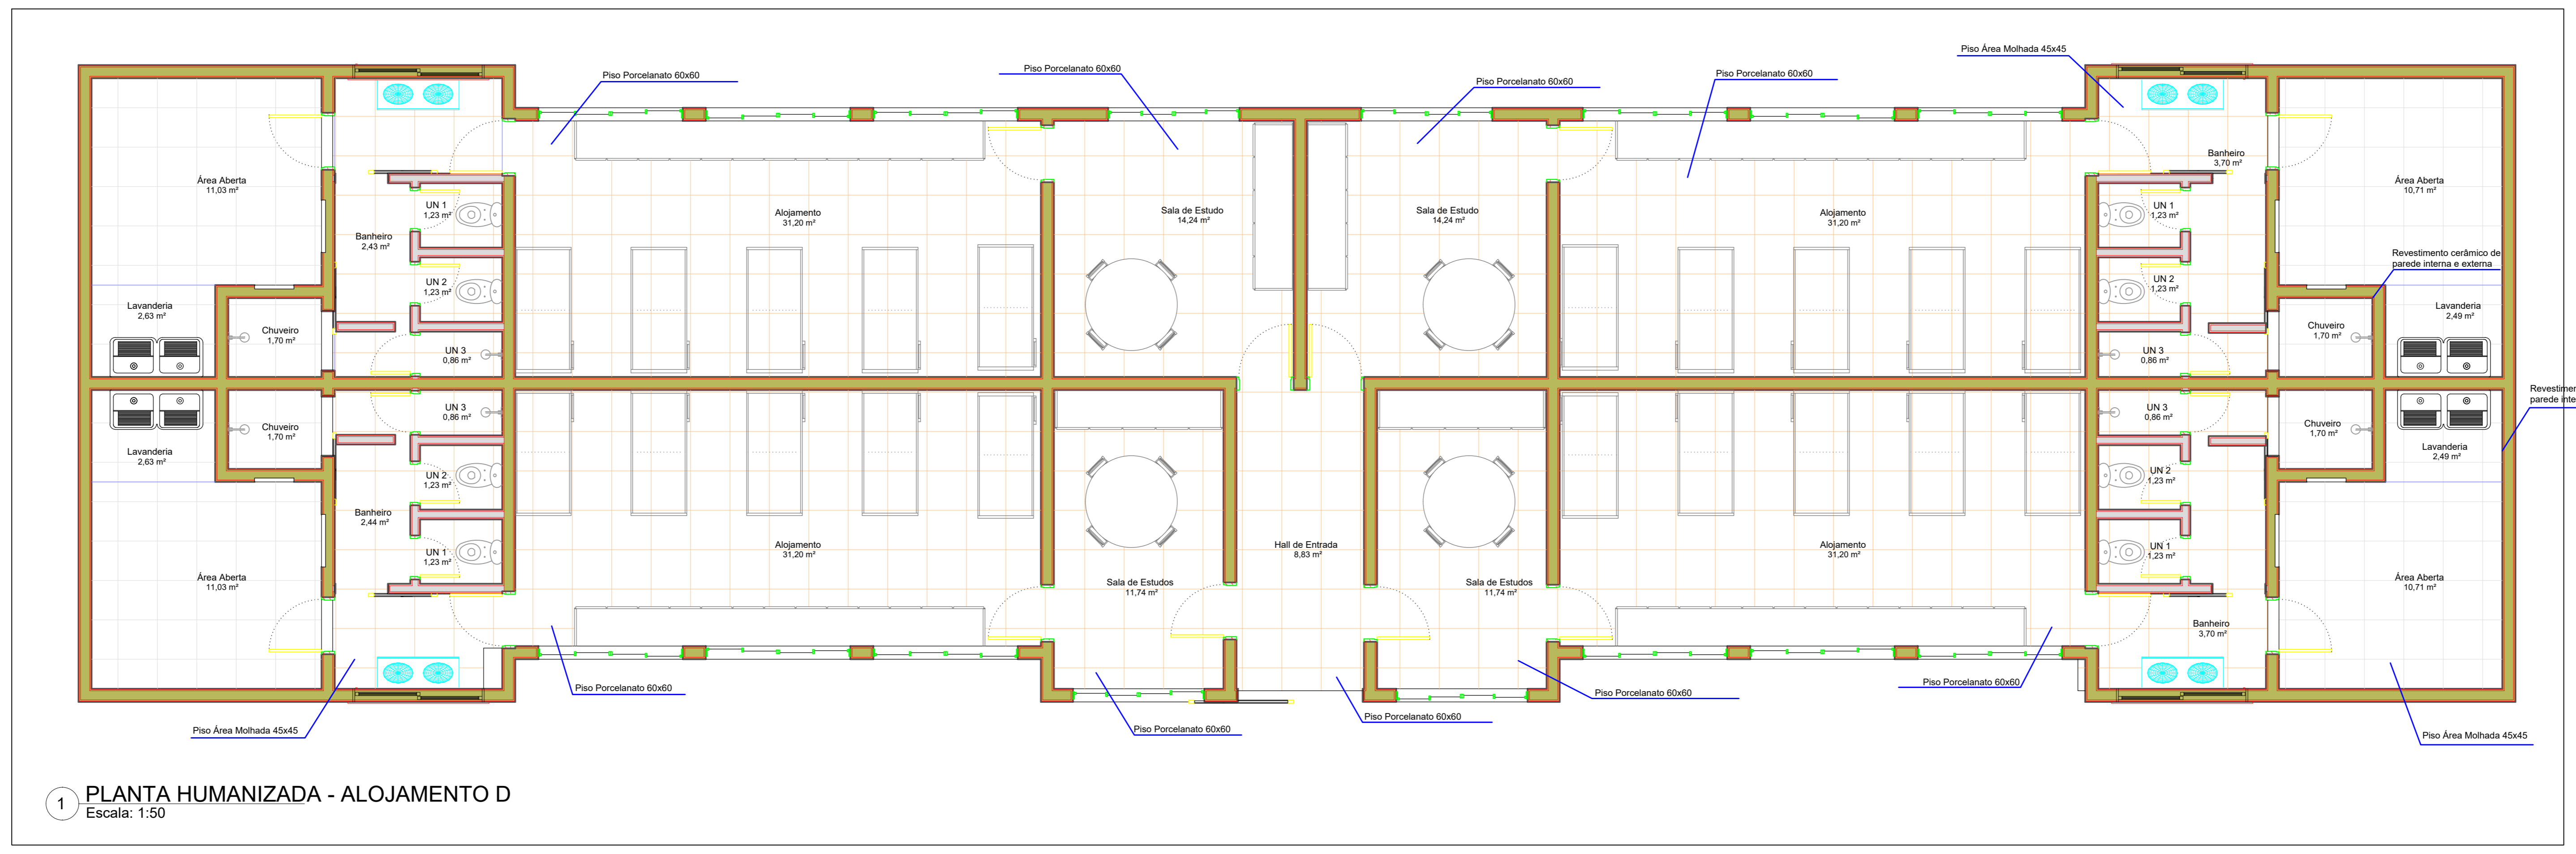 Piso Área Molhada 45x45
Piso Porcelanato 60x60
Piso Porcelanato 60x60
Piso Porcelanato 60x60
Piso Porcelanato 60x60
Área Aberta
11,03 m²
Banheiro
2,43 m²
UN 1
1,23 m²
UN 2
1,23 m²
UN 3
0,86 m²
Lavanderia
2,63 m²
Chuveiro
1,70 m²
Alojamento
31,20 m²
Sala de Estudo
14,24 m²
Sala de Estudo
14,24 m²
Alojamento
31,20 m²
Banheiro
3,70 m²
UN 1
1,23 m²
UN 2
1,23 m²
UN 3
0,86 m²
Chuveiro
1,70 m²
Área Aberta
10,71 m²
Revestimento cerâmico de
parede interna e externa
Lavanderia
2,49 m²
Chuveiro
1,70 m²
Lavanderia
2,63 m²
UN 3
0,86 m²
UN 2
1,23 m²
Banheiro
2,44 m²
UN 1
1,23 m²
Área Aberta
11,03 m²
Alojamento
31,20 m²
Sala de Estudos
11,74 m²
Hall de Entrada
8,83 m²
Sala de Estudos
11,74 m²
Alojamento
31,20 m²
UN 3
0,86 m²
UN 2
1,23 m²
UN 1
1,23 m²
Banheiro
3,70 m²
Chuveiro
1,70 m²
Lavanderia
2,49 m²
Área Aberta
10,71 m²
Piso Porcelanato 60x60
Piso Porcelanato 60x60
Piso Porcelanato 60x60
Piso Porcelanato 60x60
Piso Porcelanato 60x60
Piso Área Molhada 45x45
Piso Área Molhada 45x45
1
PLANTA HUMANIZADA - ALOJAMENTO D
Escala: 1:50